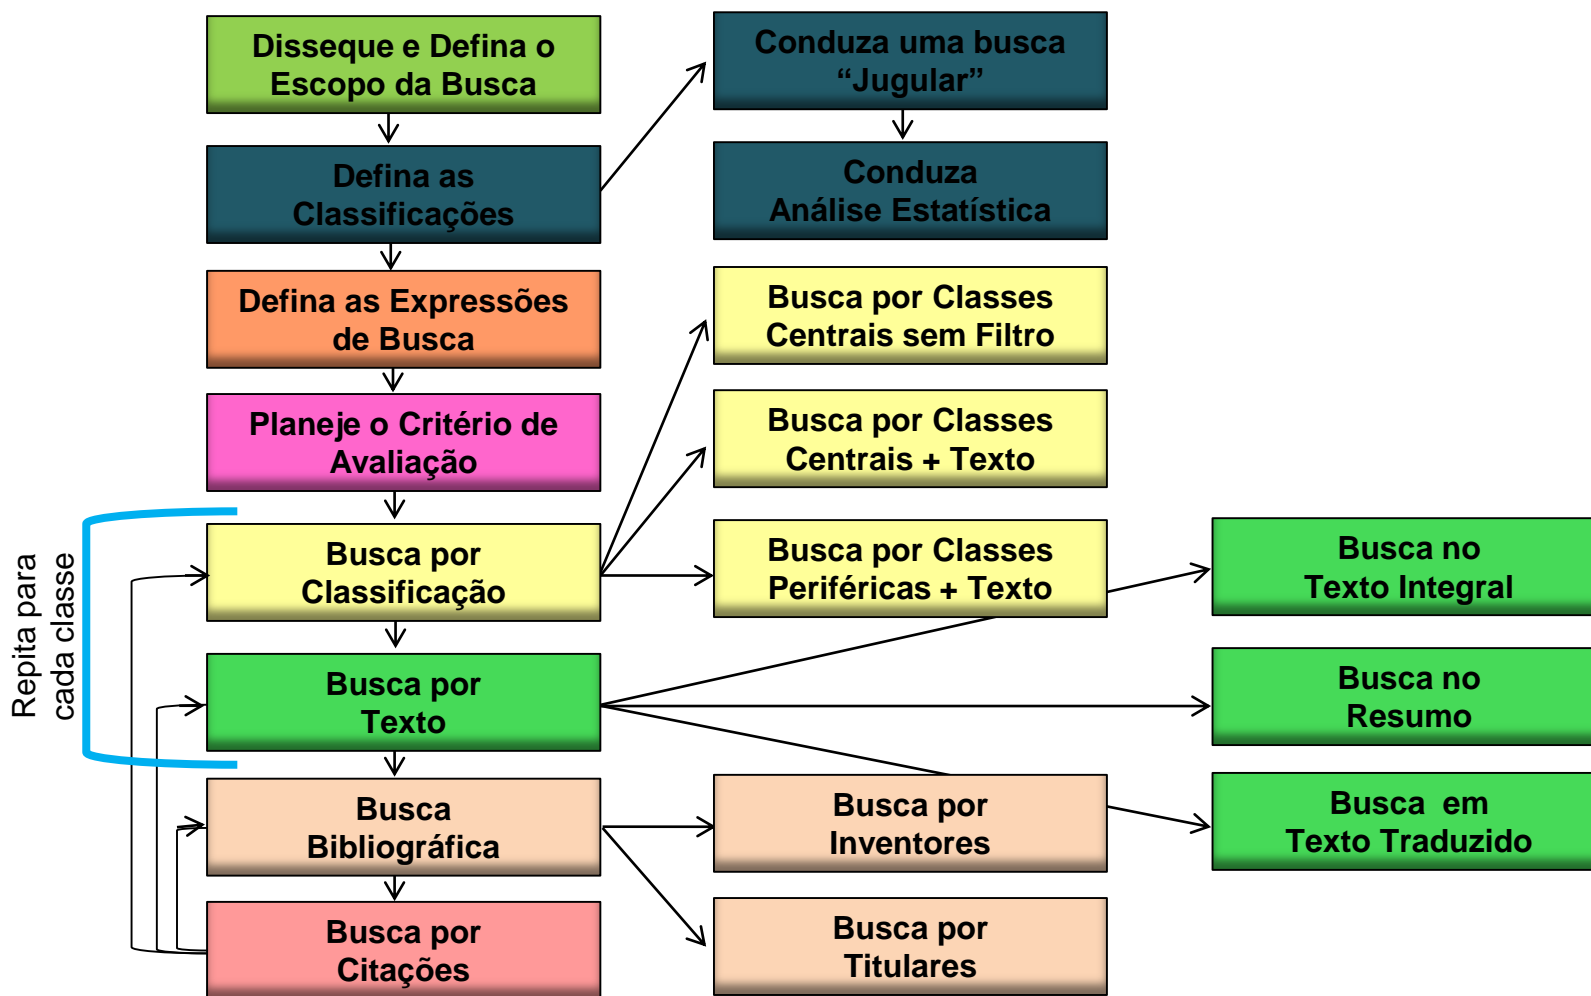 Disseque e Defina o
Escopo da Busca
Conduza uma busca
“Jugular”
Defina as
Classificações
Conduza
Análise Estatística
Defina as Expressões
de Busca
Busca por Classes
Centrais sem Filtro
Planeje o Critério de
Avaliação
Busca por Classes
Centrais + Texto
Repita para
cada classe
Busca por
Classificação
Busca por Classes
Periféricas + Texto
Busca no
Texto Integral
Busca por
Texto
Busca no
Resumo
Busca
Bibliográfica
Busca por
Inventores
Busca  em
Texto Traduzido
Busca por
Citações
Busca por
Titulares